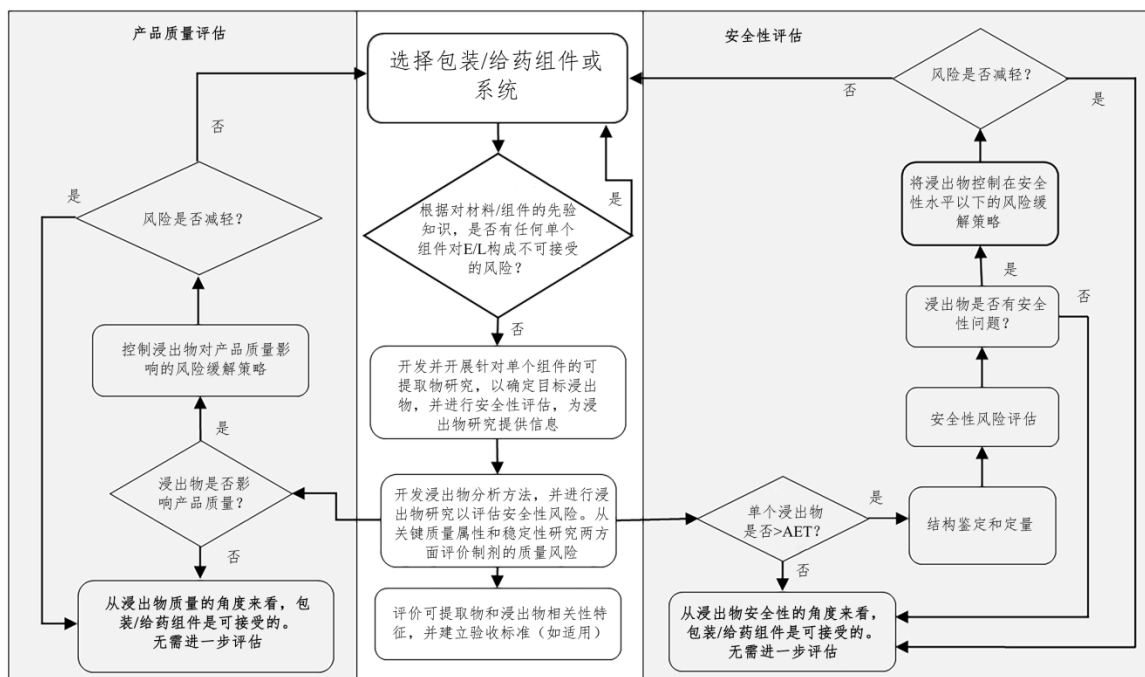 产品质量评估
安全性评估
选择包装/给药组件或
系统
风险是否减轻？
否
是
否
是
是
将浸出物控制在安全
性水平以下的风险缓
解策略
根据对材料/组件的先验
知识，是否有任何单个
组件对E/L构成不可接受
的风险？
风险是否减轻？
是
否
浸出物是否有安全
性问题？
否
控制浸出物对产品质量影
响的风险缓解策略
开发并开展针对单个组件的可
提取物研究，以确定目标浸出
物，并进行安全性评估，为浸
出物研究提供信息
安全性风险评估
是
浸出物是否影
响产品质量？
开发浸出物分析方法，并进行浸
出物研究以评估安全性风险。从
关键质量属性和稳定性研究两方
面评价制剂的质量风险
单个浸出物
是否>AET？
是
结构鉴定和定量
否
否
从浸出物质量的角度来看，包
装/给药组件是可接受的。
无需进一步评估
评价可提取物和浸出物相关性特
征，并建立验收标准（如适用）
从浸出物安全性的角度来看，
包装/给药组件是可接受的。
无需进一步评估